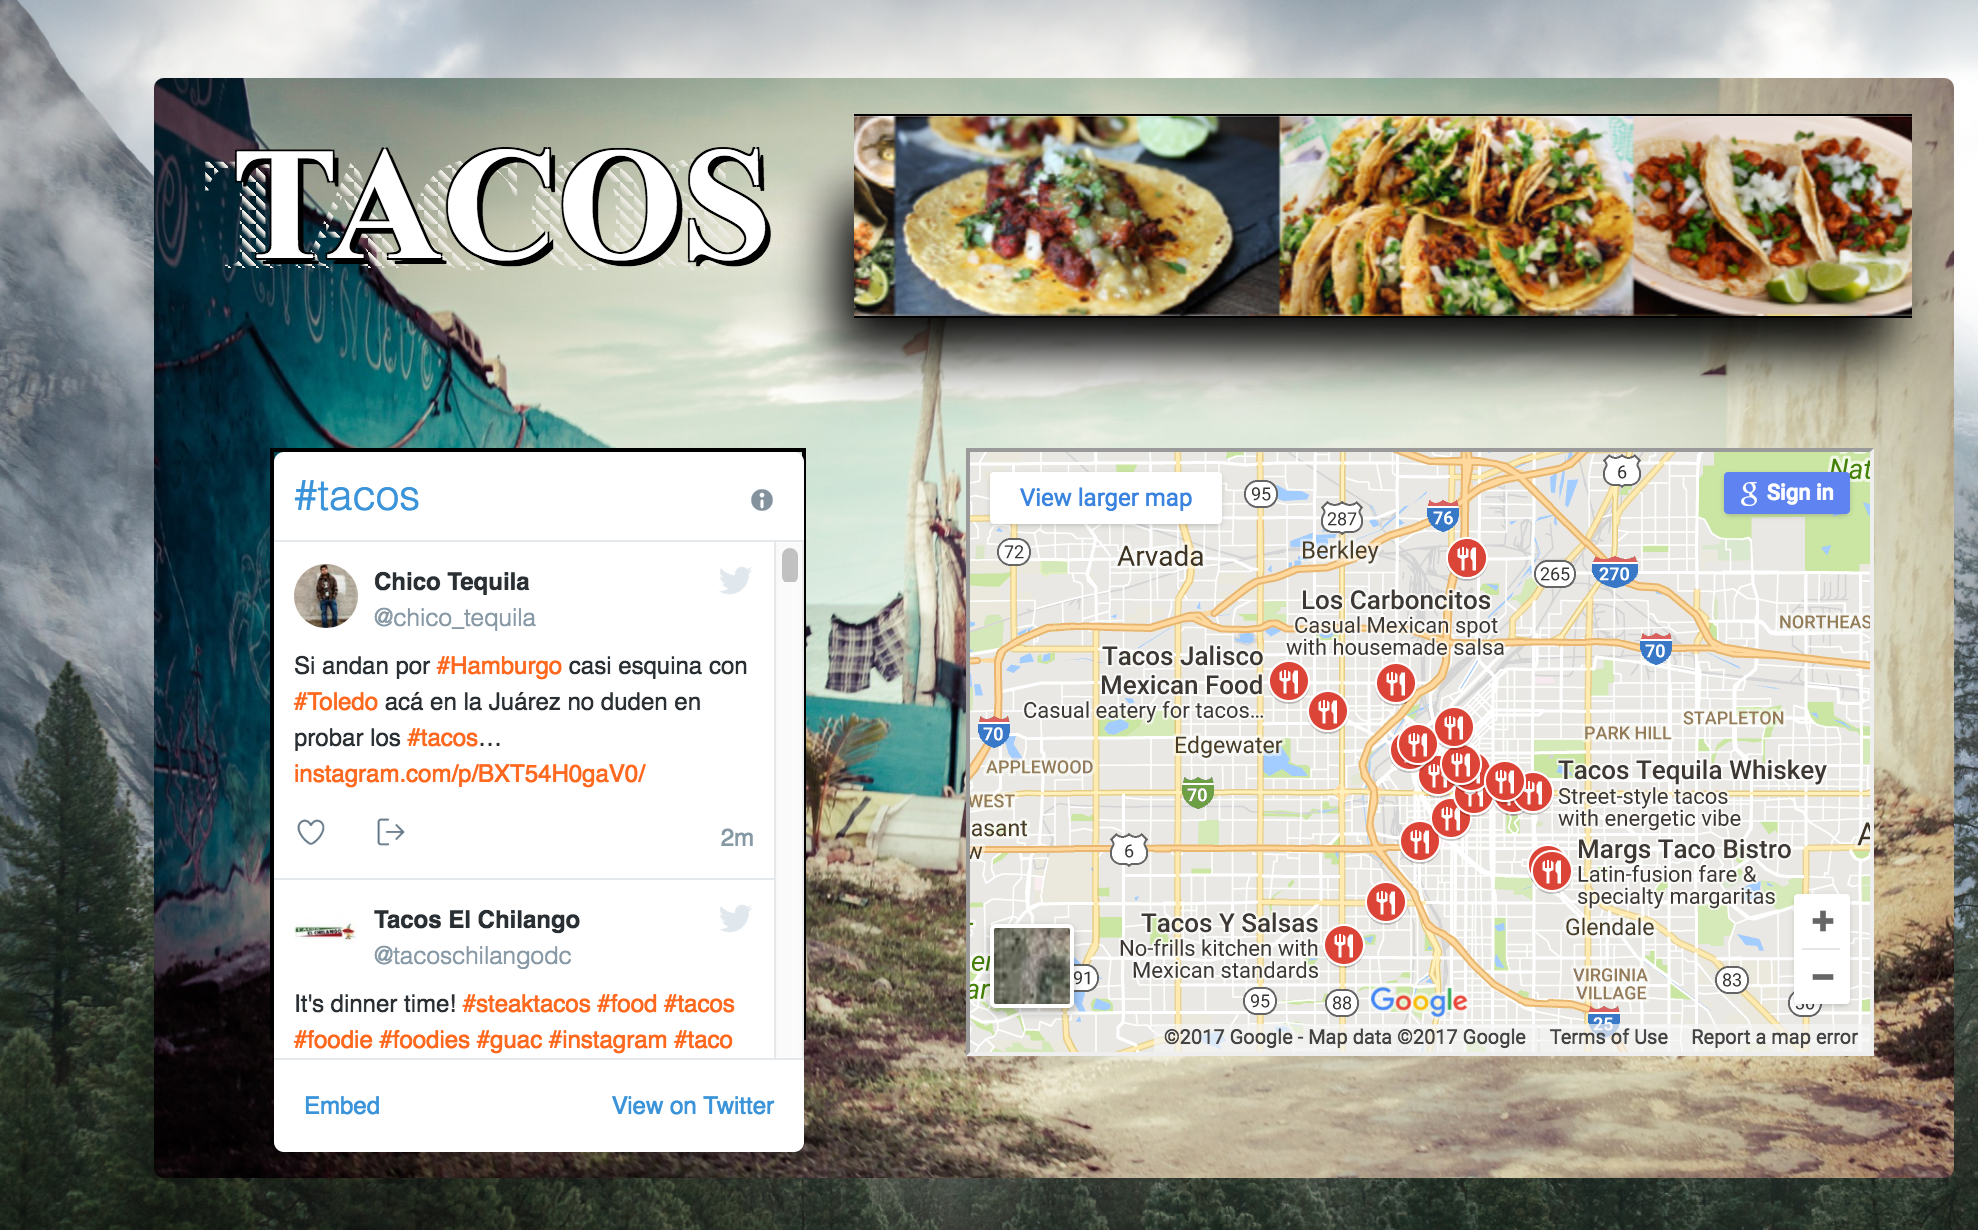 TACOS
#tacos
Chico Tequila
@chico_tequila
Si andan por #Hamburgo casi esquina con
#Toledo acá en la Juárez no duden en
probar los #tacos…
instagram.com/p/BXT54H0gaV0/
2m
Tacos El Chilango
@tacoschilangodc
It's dinner time! #steaktacos #food #tacos
#foodie #foodies #guac #instagram #taco
Embed
View on Twitter
View larger map
95
6
Nat
g Sign in
287
76
72
Arvada
Berkley
265
270
Los Carboncitos
Casual Mexican spot
with housemade salsa
NORTHEAS
70
Tacos Jalisco
Mexican Food
Casual eatery for tacos...
70
Edgewater
STAPLETON
PARK HILL
APPLEWOOD
70
Tacos Tequila Whiskey
Street-style tacos
with energetic vibe
WEST
asant
w
6
A
Margs Taco Bistro
Latin-fusion fare &
specialty margaritas
Tacos Y Salsas
No-frills kitchen with
Mexican standards
Glendale
+
er
ar
91
VIRGINIA
VILLAGE
83
−
95
88
Google
25
©2017 Google - Map data ©2017 Google
Terms of Use
Report a map error